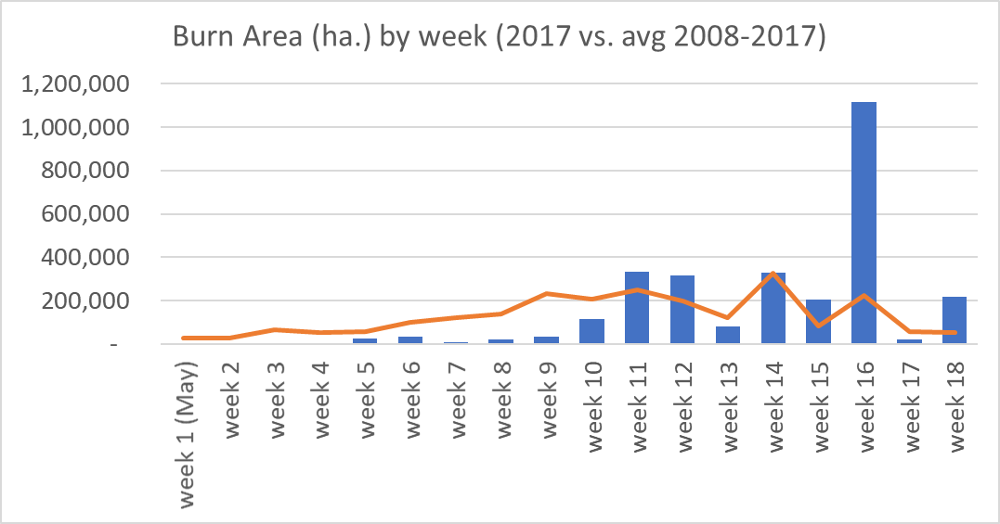 Burn Area (ha.) by week (2017 vs. avg 2008-2017)
1,200,000
1,000,000
800,000
600,000
400,000
200,000
-
week 1 (May)
week 2
week 3
week 4
week 5
week 6
week 7
week 8
week 9
week 10
week 11
week 12
week 13
week 14
week 15
week 16
week 17
week 18